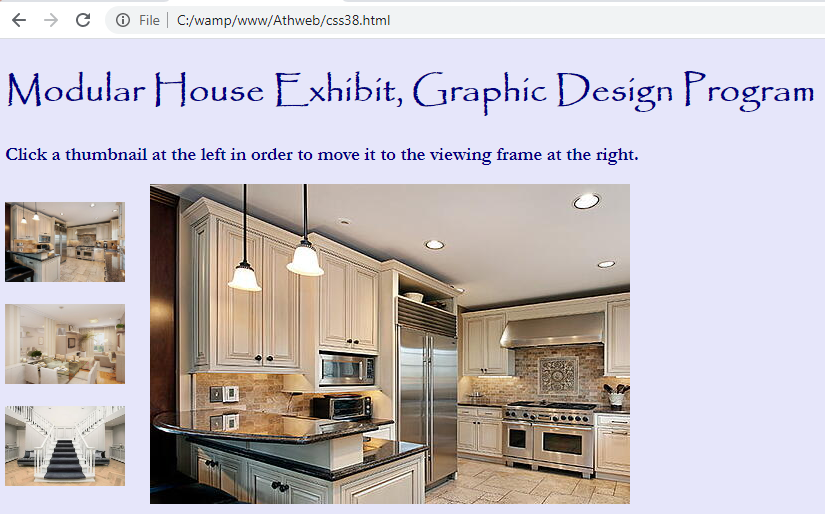 File | C:/wamp/www/Athweb/css38.html
Modular House Exhibit, Graphic Design Program
Click a thumbnail at the left in order to move it to the viewing frame at the right.